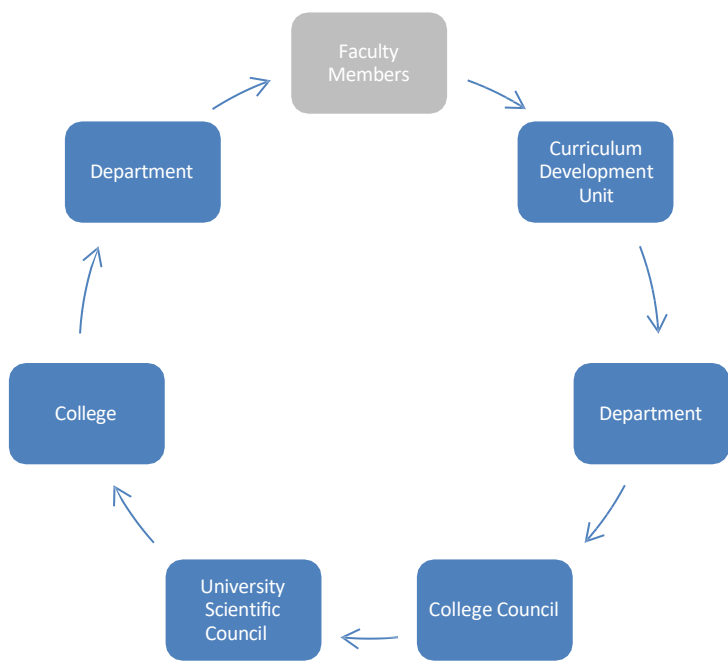 Faculty
Members
Curriculum
Development
Unit
Department
College Council
University
Scientific
Council
College
Department